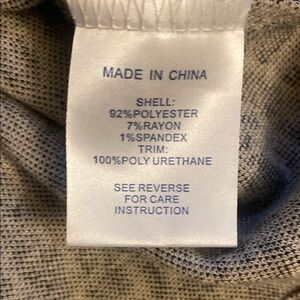 MADE IN CHINA
SHELL:
92%POLYESTER
7%RAYON
1%SPANDEX
TRIM:
100%POLY URETHANE
SEE REVERSE
FOR CARE
INSTRUCTION